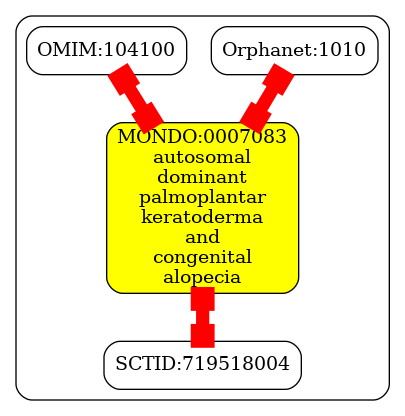 OMIM:104100
Orphanet:1010
MONDO:0007083
autosomal
dominant
palmoplantar
keratoderma
and
congenital
alopecia
SCTID:719518004